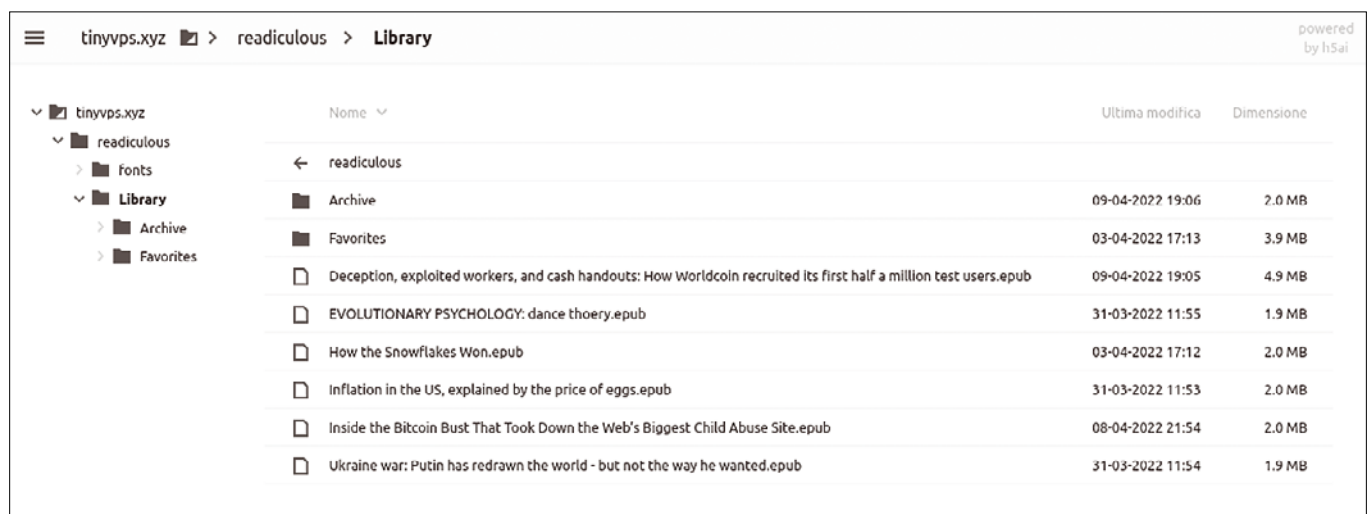 tinyvps.xyz > readiculous > Library
powered
by h5ai
tinyvps.xyz
readiculous
fonts
Library
Archive
Favorites
Nome Ultima modifica Dimensione
readiculous
Archive 09-04-2022 19:06 2.0 MB
Favorites 03-04-2022 17:13 3.9 MB
Deception, exploited workers, and cash handouts: How Worldcoin recruited its first half a million test users.epub 09-04-2022 19:05 4.9 MB
EVOLUTIONARY PSYCHOLOGY: dance thoery.epub 31-03-2022 11:55 1.9 MB
How the Snowflakes Won.epub 03-04-2022 17:12 2.0 MB
Inflation in the US, explained by the price of eggs.epub 31-03-2022 11:53 2.0 MB
Inside the Bitcoin Bust That Took Down the Web's Biggest Child Abuse Site.epub 08-04-2022 21:54 2.0 MB
Ukraine war: Putin has redrawn the world - but not the way he wanted.epub 31-03-2022 11:54 1.9 MB